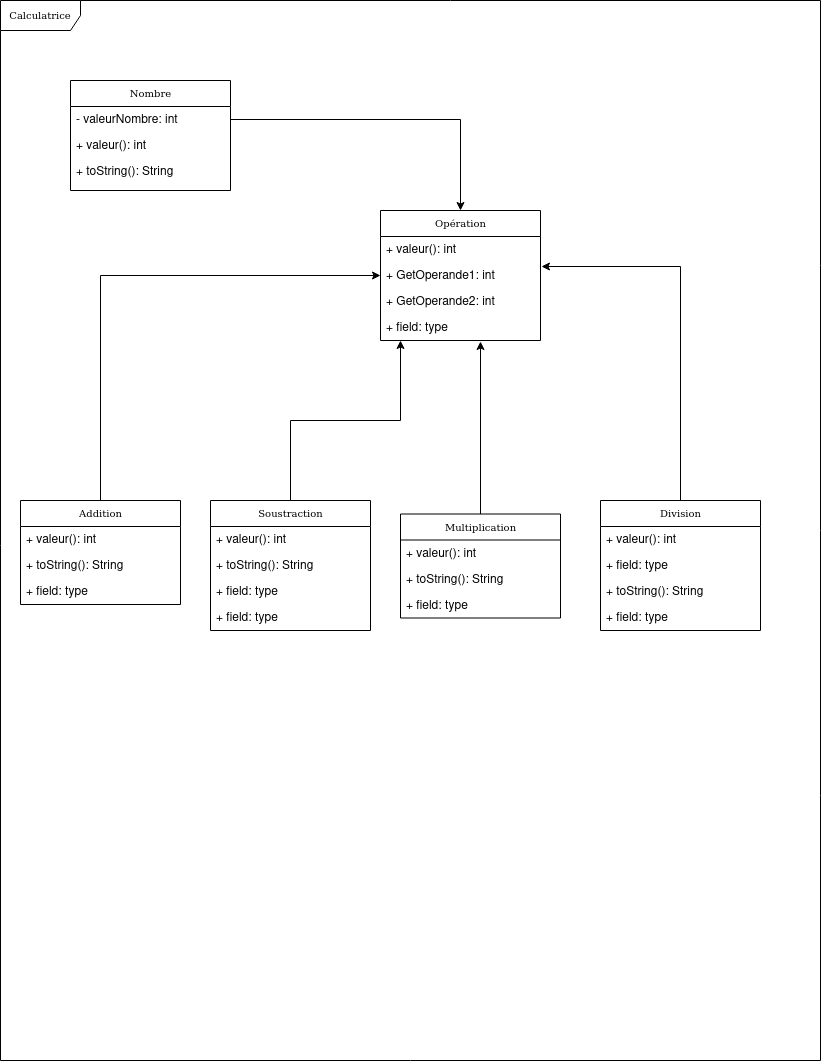 Calculatrice
Nombre
- valeurNombre: int
+ valeur(): int
+ toString(): String
Opération
+ valeur(): int
+ GetOperande1: int
+ GetOperande2: int
+ field: type
Addition
+ valeur(): int
+ toString(): String
+ field: type
Soustraction
+ valeur(): int
+ toString(): String
+ field: type
+ field: type
Multiplication
+ valeur(): int
+ toString(): String
+ field: type
Division
+ valeur(): int
+ field: type
+ toString(): String
+ field: type